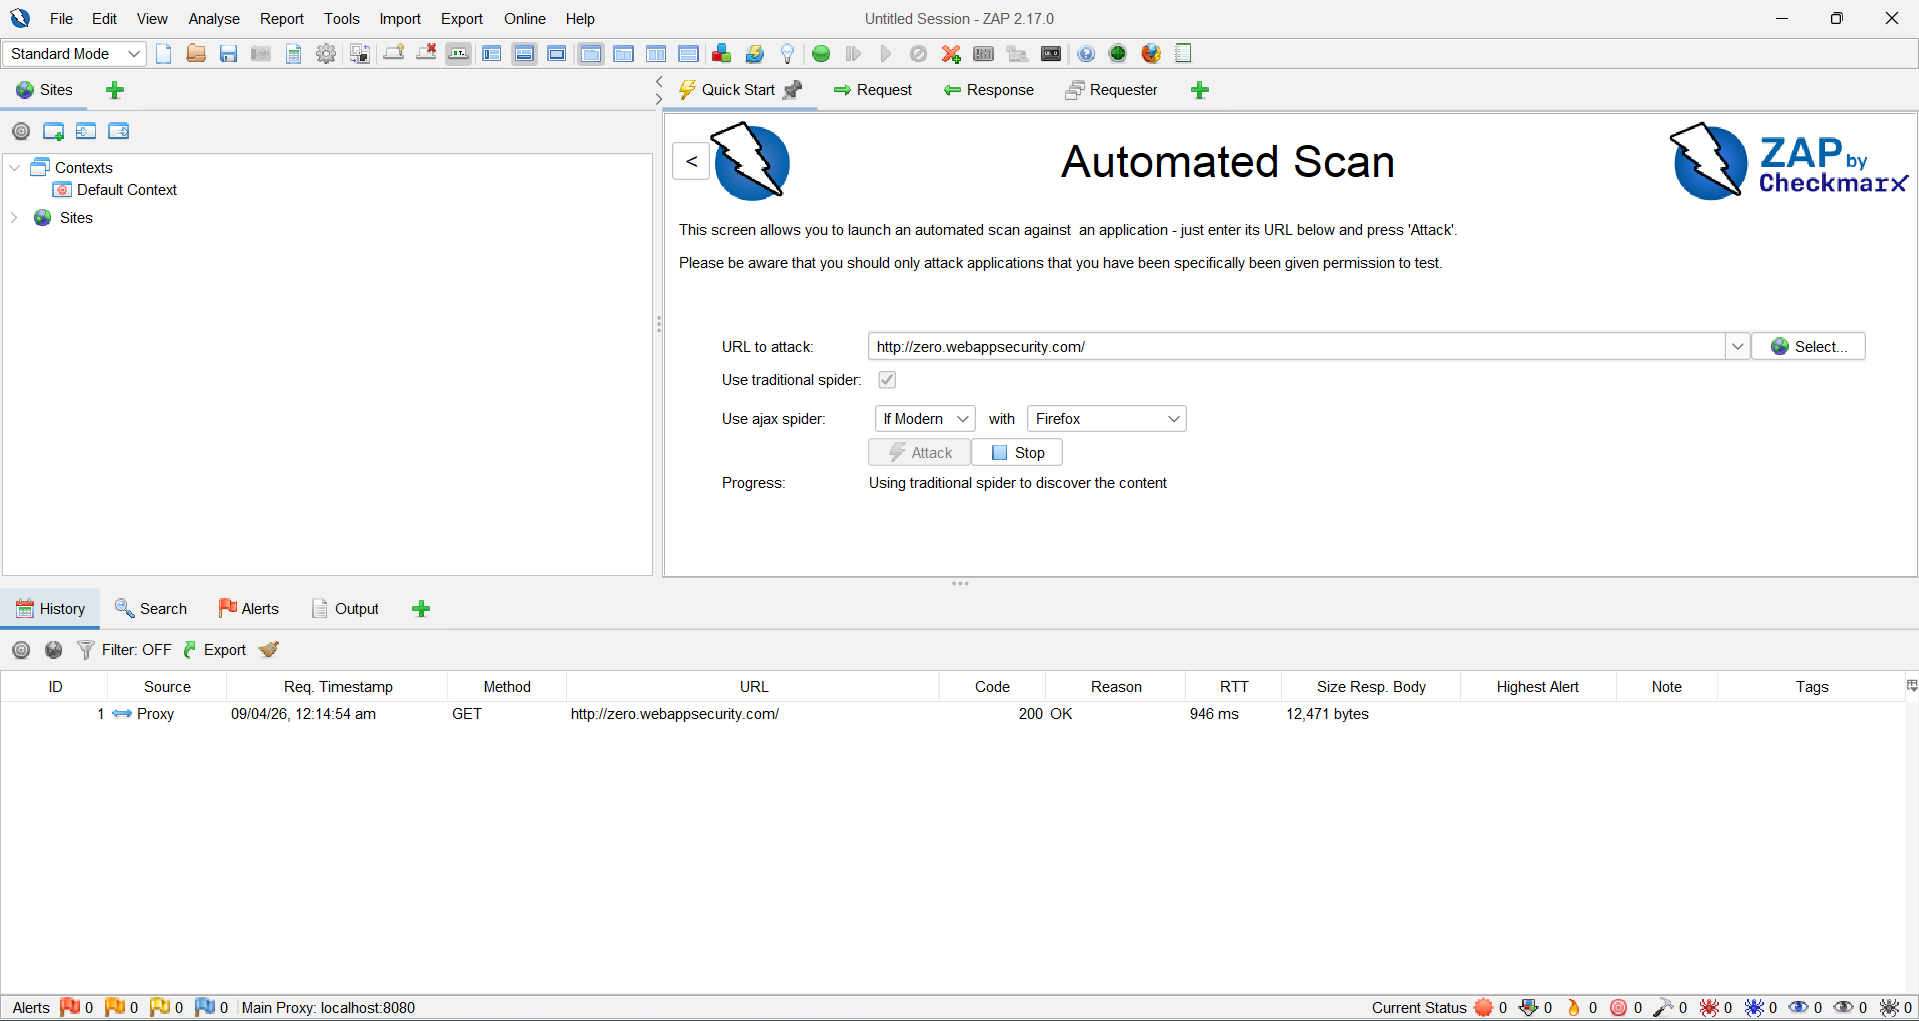 File Edit View Analyse Report Tools Import Export Online Help
Untitled Session - ZAP 2.17.0
Standard Mode
Sites
Quick Start Request Response Requester
Contexts
Default Context
Sites
<
Automated Scan
ZAP by
Checkmarx
This screen allows you to launch an automated scan against  an application - just enter its URL below and press 'Attack'.
Please be aware that you should only attack applications that you have been specifically been given permission to test.
URL to attack: http://zero.webappsecurity.com/ Select...
Use traditional spider:
Use ajax spider: If Modern with Firefox
Attack Stop
Progress: Using traditional spider to discover the content
History Search Alerts Output
Filter: OFF Export
ID Source Req. Timestamp Method URL Code Reason RTT Size Resp. Body Highest Alert Note Tags
1 Proxy 09/04/26, 12:14:54 am GET http://zero.webappsecurity.com/ 200 OK 946 ms 12,471 bytes
Alerts 0 0 0 0 Main Proxy: localhost:8080 Current Status 0 0 0 0 0 0 0 0 0 0